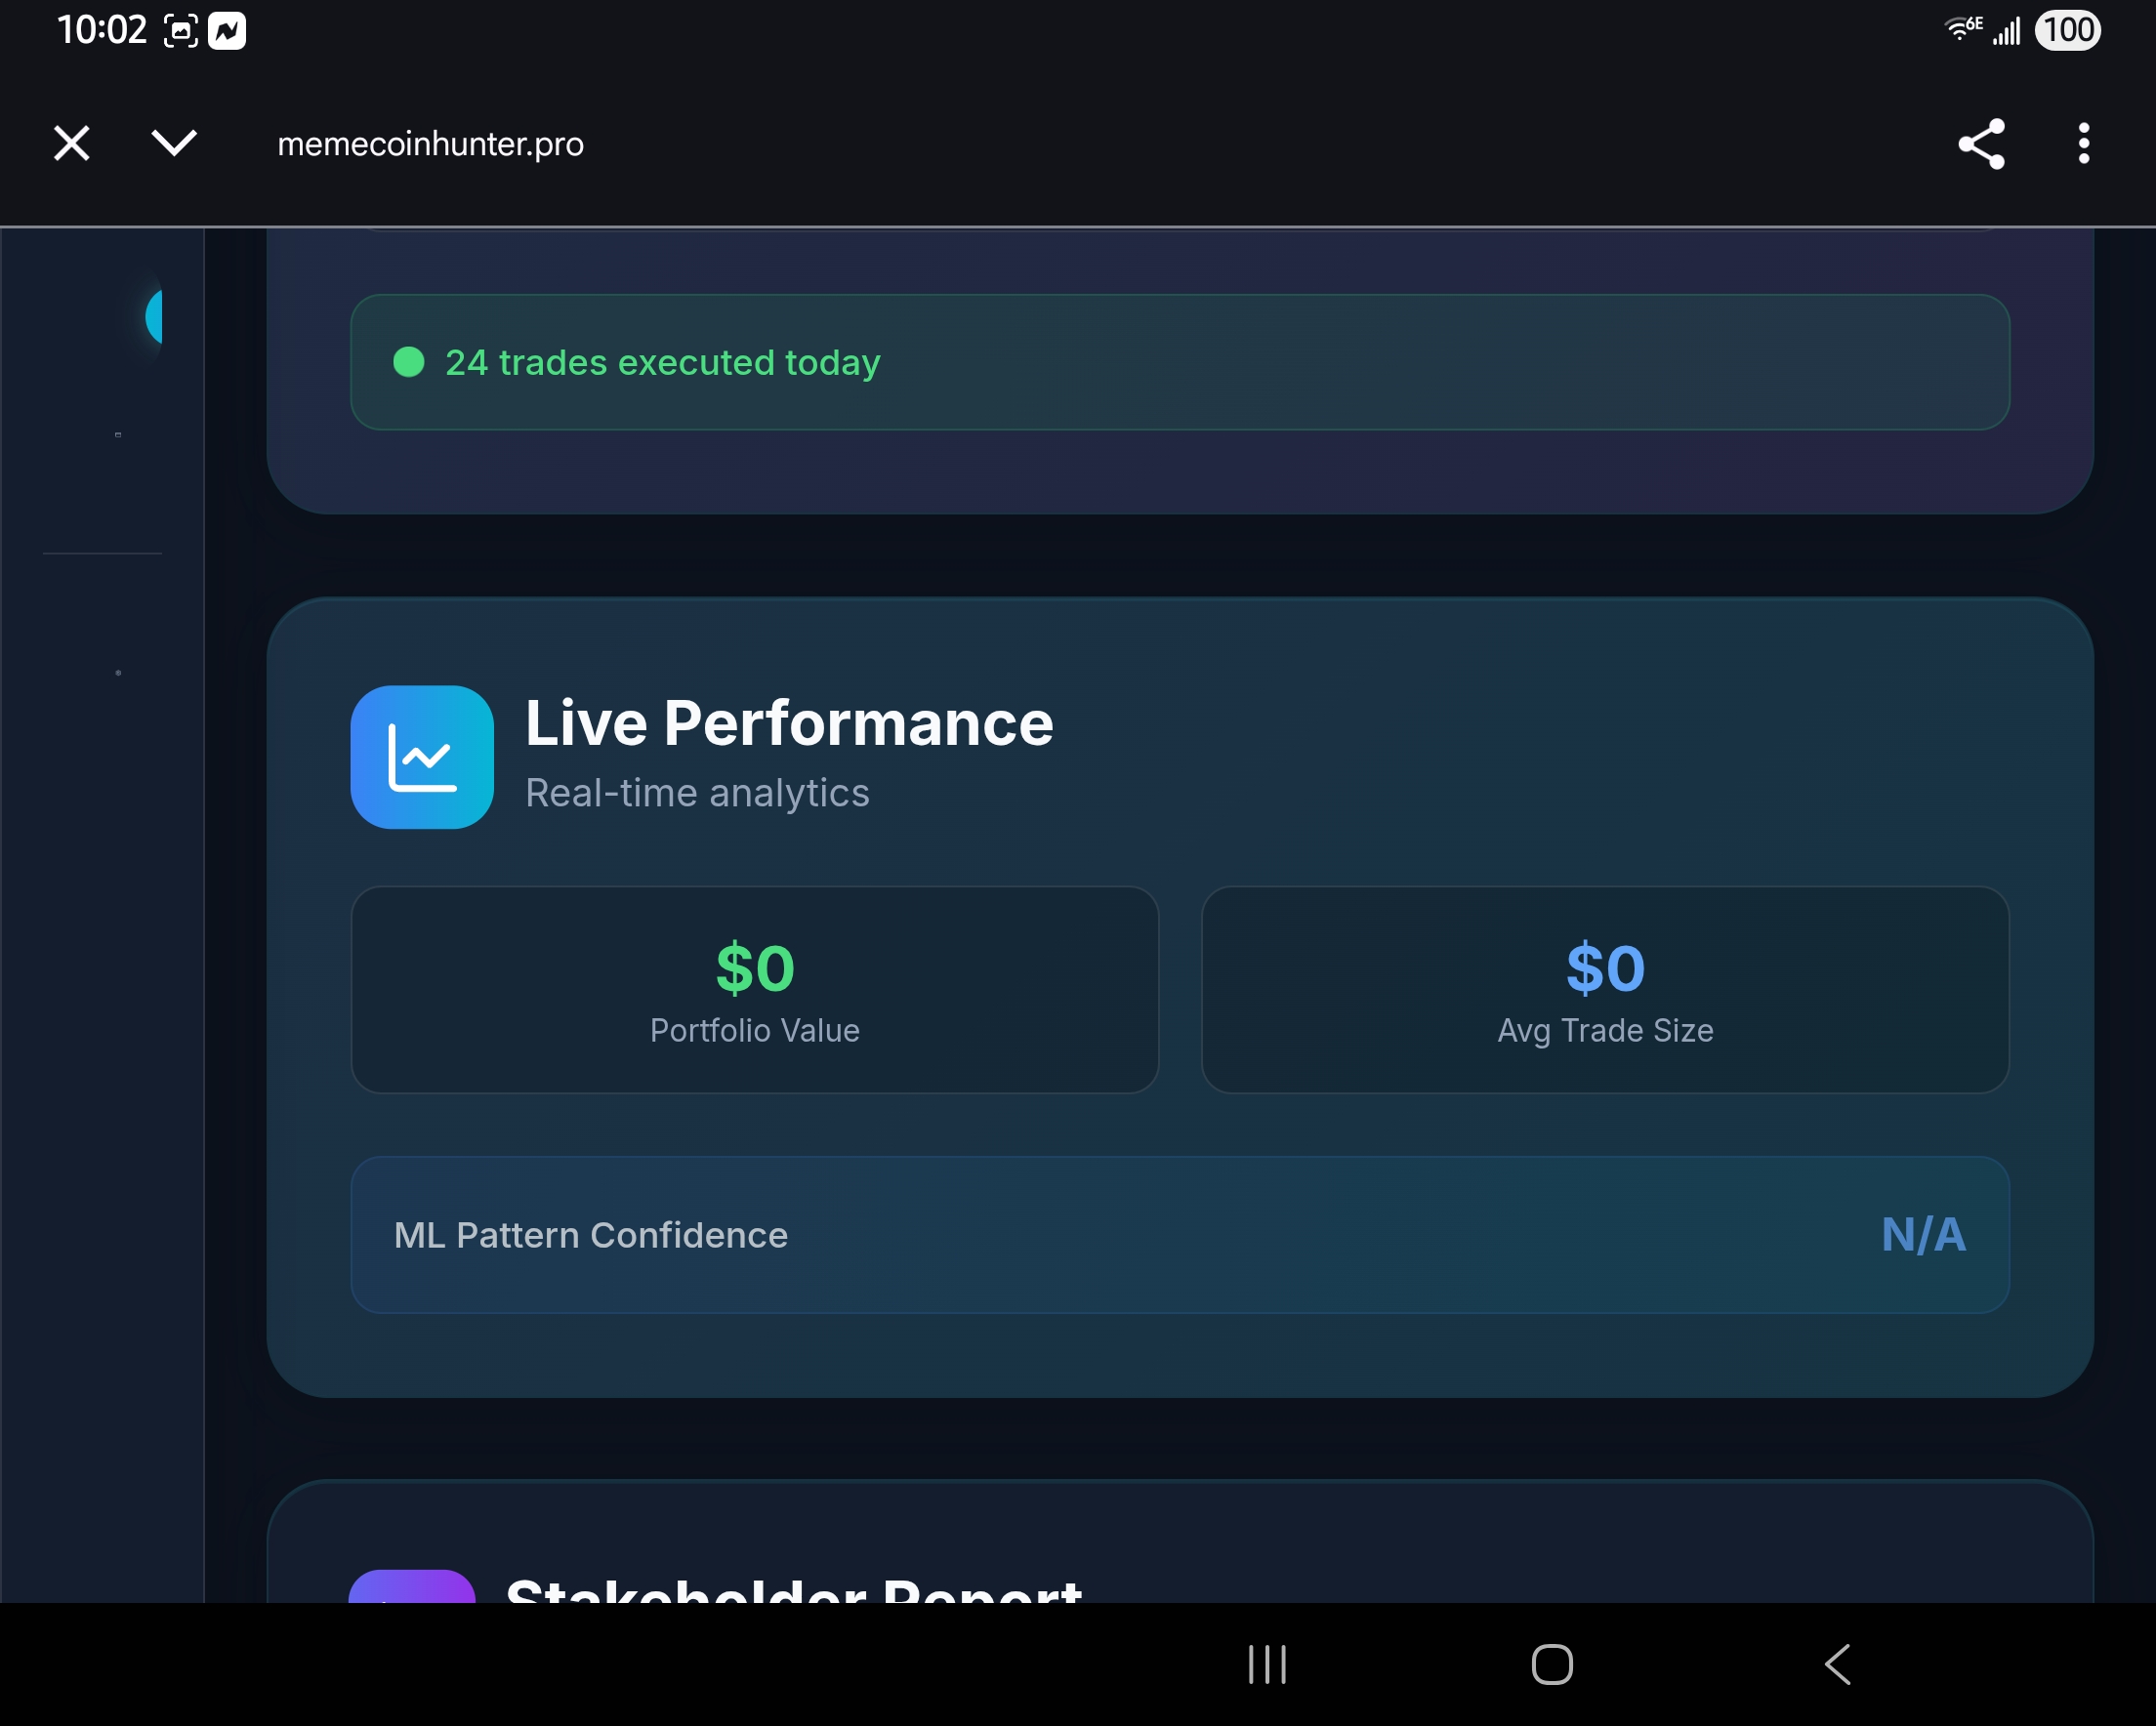 10:02
6E
100
memecoinhunter.pro
24 trades executed today
Live Performance
Real-time analytics
$0
Portfolio Value
$0
Avg Trade Size
ML Pattern Confidence
N/A
Stakeholder Report